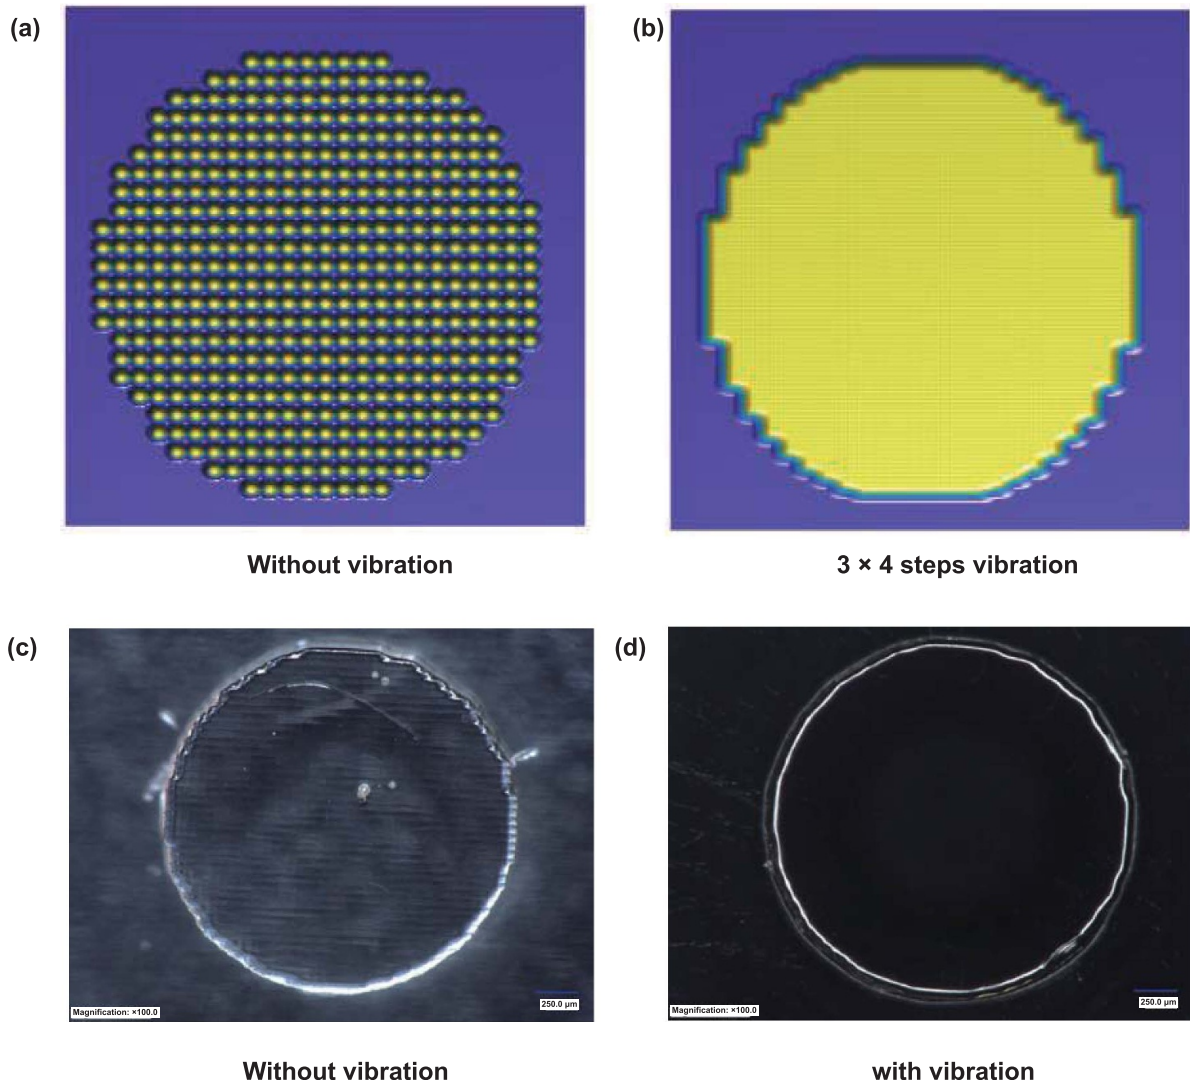 (a)
(b)
Without vibration
3 × 4 steps vibration
(c)
(d)
Magnification: ×100.0
250.0 µm
Magnification: ×100.0
250.0 µm
Without vibration
with vibration